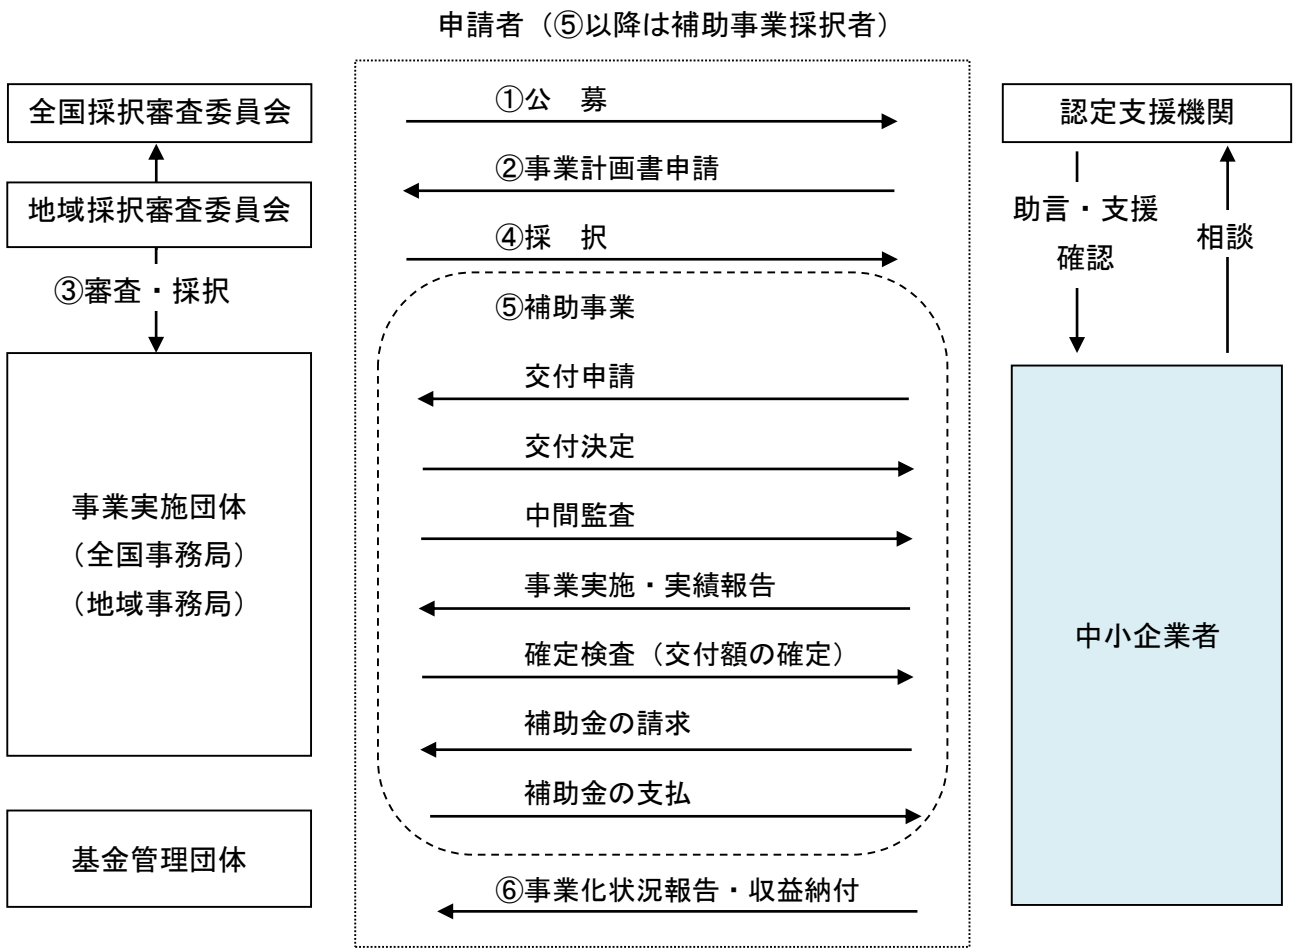 申請者（⑤以降は補助事業採択者）
全国採択審査委員会
地域採択審査委員会
③審査・採択
事業実施団体
（全国事務局）
（地域事務局）
基金管理団体
①公　募
②事業計画書申請
④採　択
⑤補助事業
交付申請
交付決定
中間監査
事業実施・実績報告
確定検査（交付額の確定）
補助金の請求
補助金の支払
⑥事業化状況報告・収益納付
認定支援機関
助言・支援
確認
相談
中小企業者